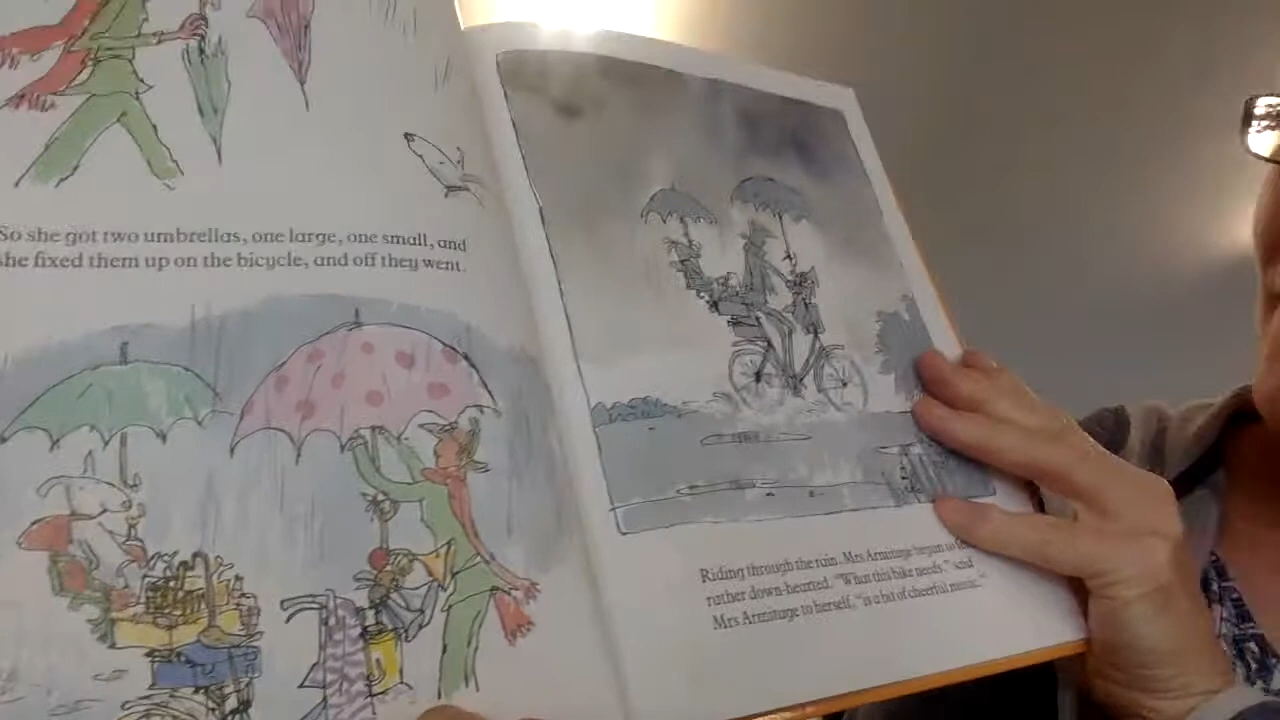 So she got two umbrellas, one large, one small, and
she fixed them up on the bicycle, and off they went.
Riding through the rain, Mrs Armitage began to
rather down-hearted. "What this bike needs," said
Mrs Armitage to herself, "is a bit of cheerful music."